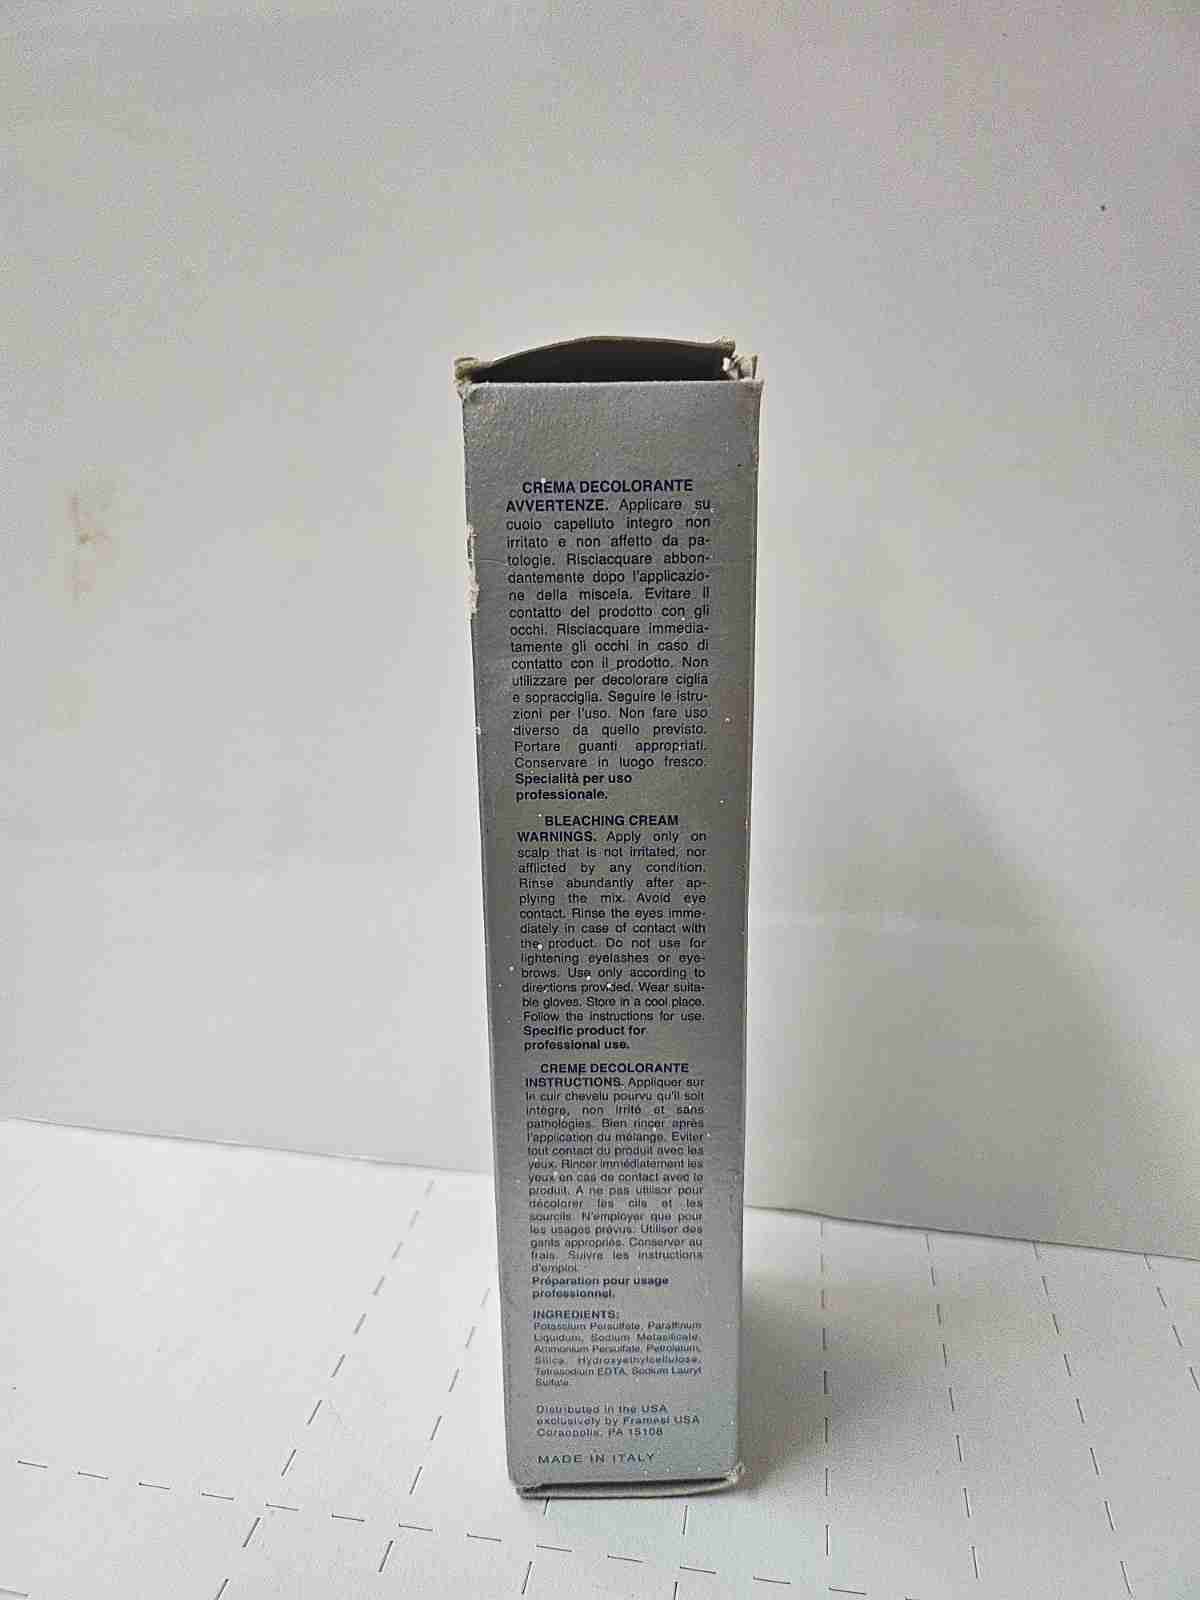 CREMA DECOLORANTE
AVVERTENZE. Applicare su
cuoio capelluto integro non
irritato e non affetto da pa-
tologie. Risciacquare abbon-
dantemente dopo l'applicazio-
ne della miscela. Evitare il
contatto del prodotto con gli
occhi. Risciacquare immedia-
tamente gli occhi in caso di
contatto con il prodotto. Non
utilizzare per decolorare ciglia
e sopracciglia. Seguire le istru-
zioni per l'uso. Non fare uso
diverso da quello previsto.
Portare guanti appropriati.
Conservare in luogo fresco.
Specialità per uso
professionale.
BLEACHING CREAM
WARNINGS. Apply only on
scalp that is not irritated, nor
afflicted by any condition.
Rinse abundantly after ap-
plying the mix. Avoid eye
contact. Rinse the eyes imme-
diately in case of contact with
the product. Do not use for
lightening eyelashes or eye-
brows. Use only according to
directions provided. Wear suita-
ble gloves. Store in a cool place.
Follow the instructions for use.
Specific product for
professional use.
CREME DECOLORANTE
INSTRUCTIONS. Appliquer sur
le cuir chevelu pourvu qu'il soit
intègre, non irrité et sans
pathologies. Bien rincer après
l'application du mélange. Eviter
tout contact du produit avec les
yeux. Rincer immédiatement les
yeux en cas de contact avec le
produit. A ne pas utiliser pour
décolorer les cils et les
sourcils. N'employer que pour
les usages prévus. Utiliser des
gants appropriés. Conserver au
frais. Suivre les instructions
d'emploi.
Préparation pour usage
professionnel.
INGREDIENTS:
Potassium Persulfate, Paraffinum
Liquidum, Sodium Metasilicate,
Ammonium Persulfate, Petrolatum,
Silica, Hydroxyethylcellulose,
Tetrasodium EDTA, Sodium Lauryl
Sulfate.
Distributed in the USA
exclusively by Framesi USA
Coraopolis, PA 15108
MADE IN ITALY